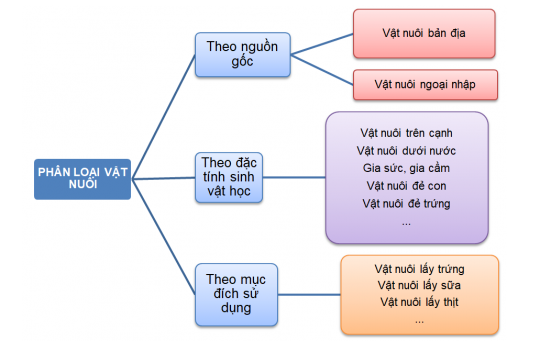 PHÂN LOẠI VẬT
NUÔI
Theo nguồn
gốc
Vật nuôi bản địa
Vật nuôi ngoại nhập
Theo đặc
tính sinh
vật học
Vật nuôi trên cạnh
Vật nuôi dưới nước
Gia sức, gia cầm
Vật nuôi đẻ con
Vật nuôi đẻ trứng
...
Theo mục
đích sử
dụng
Vật nuôi lấy trứng
Vật nuôi lấy sữa
Vật nuôi lấy thịt
...